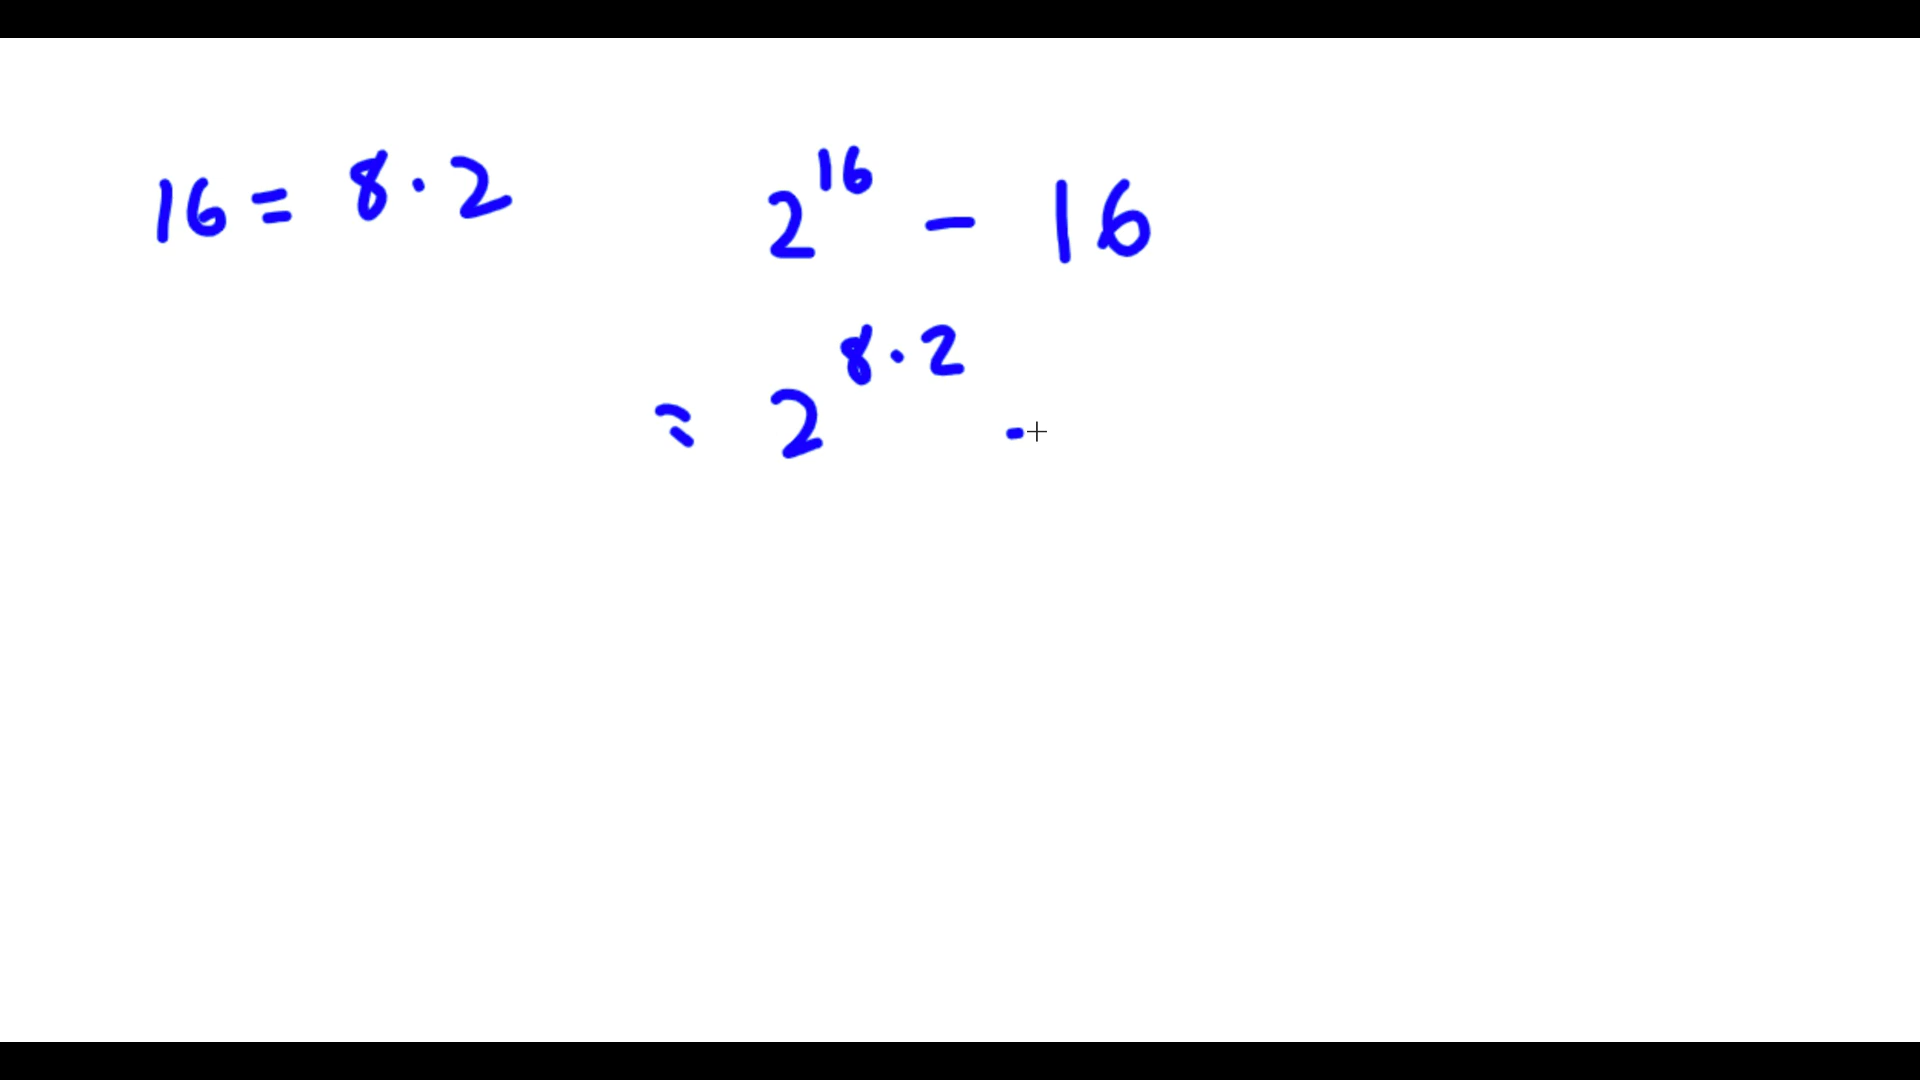 16 = 8·2
2^16 - 16
= 2^8·2 -